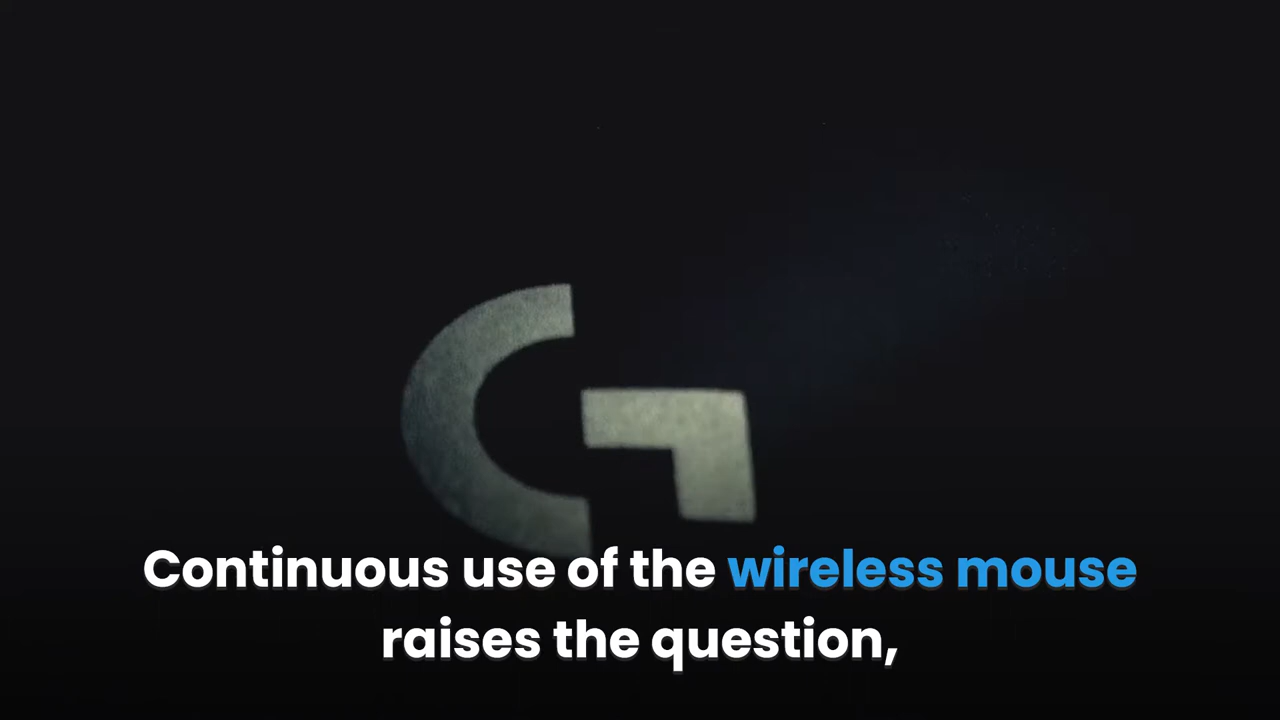 G
Continuous use of the wireless mouse
raises the question,